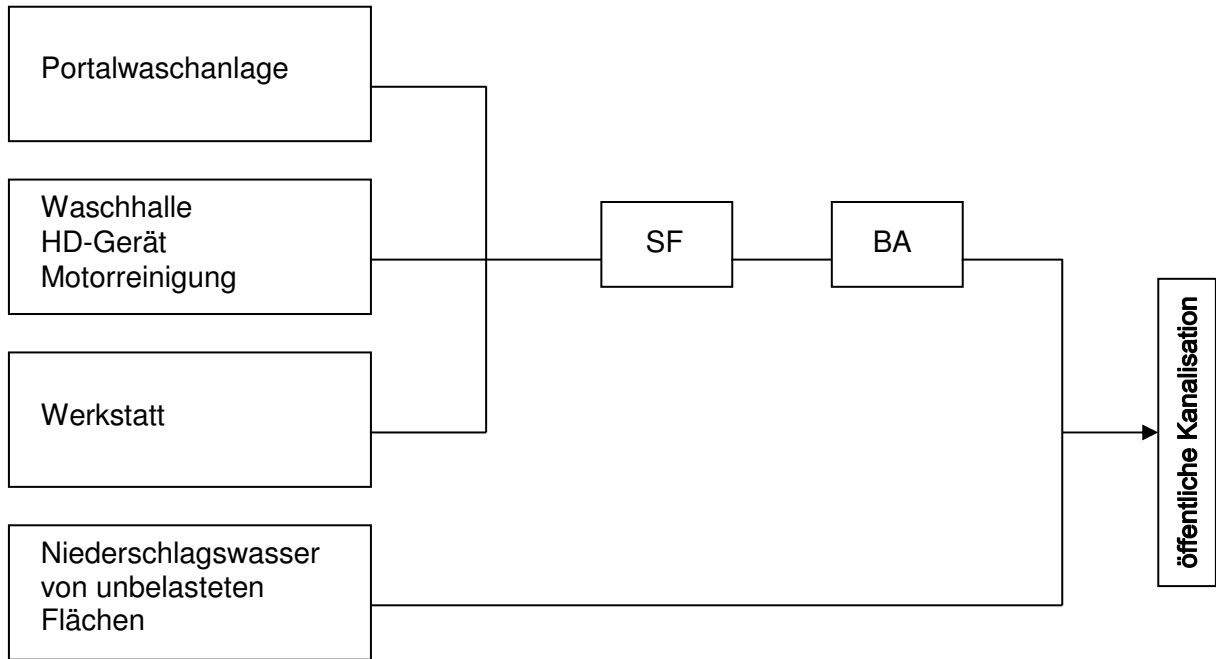 Portalwaschanlage
Waschhalle
HD-Gerät
Motorreinigung
SF
BA
Werkstatt
Niederschlagswasser
von unbelasteten
Flächen
öffentliche Kanalisation